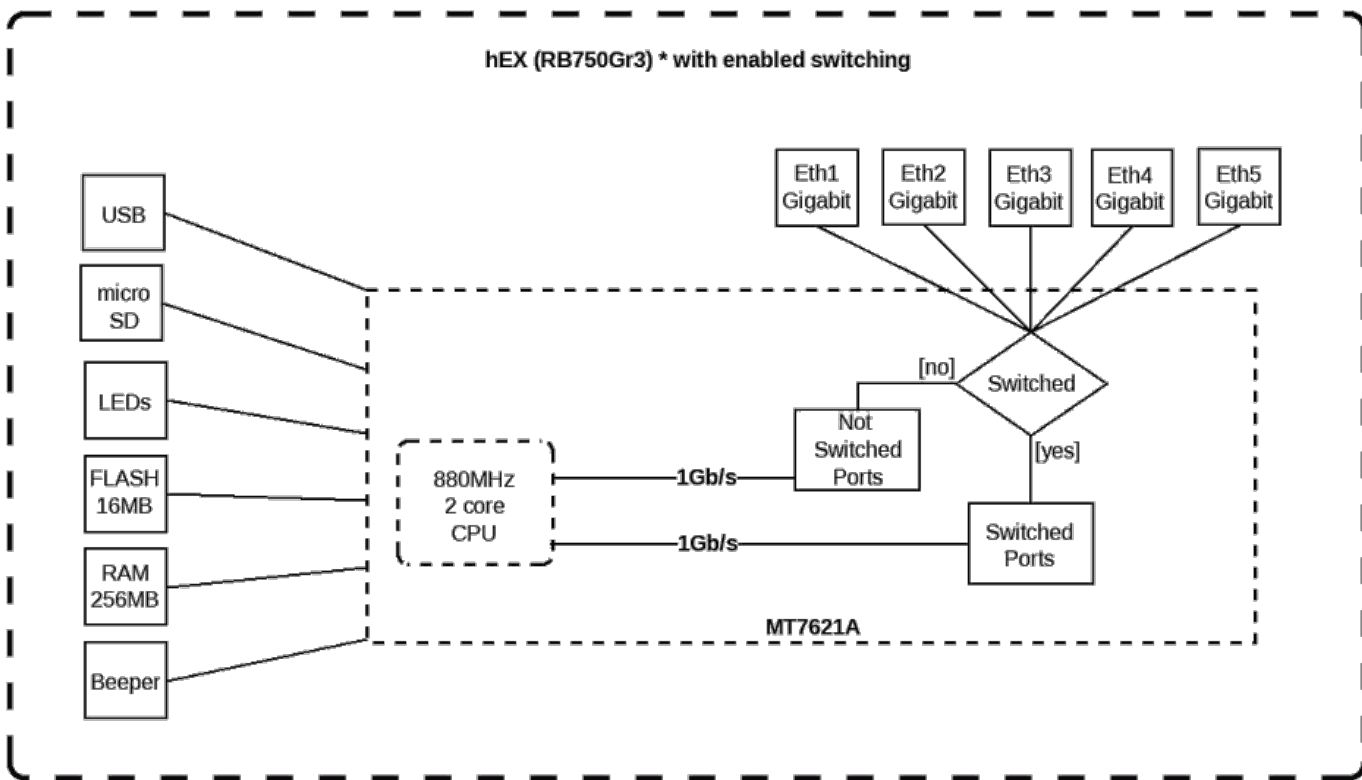 hEX (RB750Gr3) * with enabled switching
Eth1
Gigabit
Eth2
Gigabit
Eth3
Gigabit
Eth4
Gigabit
Eth5
Gigabit
USB
micro
SD
LEDs
FLASH
16MB
RAM
256MB
Beeper
[no]
Switched
[yes]
Not
Switched
Ports
880MHz
2 core
CPU
1Gb/s
1Gb/s
Switched
Ports
MT7621A